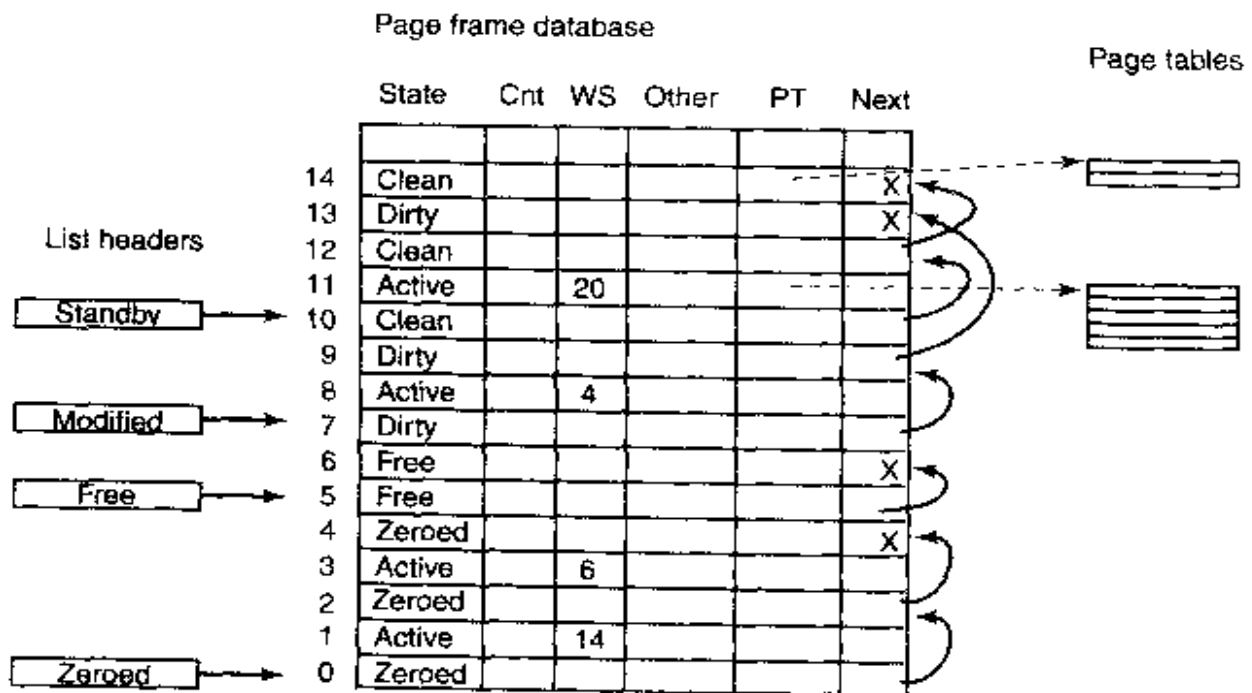 Page frame database
Page tables
State Cnt WS Other PT Next
14 Clean X
13 Dirty X
List headers
12 Clean
11 Active 20
Standby 10 Clean
9 Dirty
8 Active 4
Modified 7 Dirty
6 Free X
Free 5 Free
4 Zeroed X
3 Active 6
2 Zeroed
1 Active 14
Zeroed 0 Zeroed